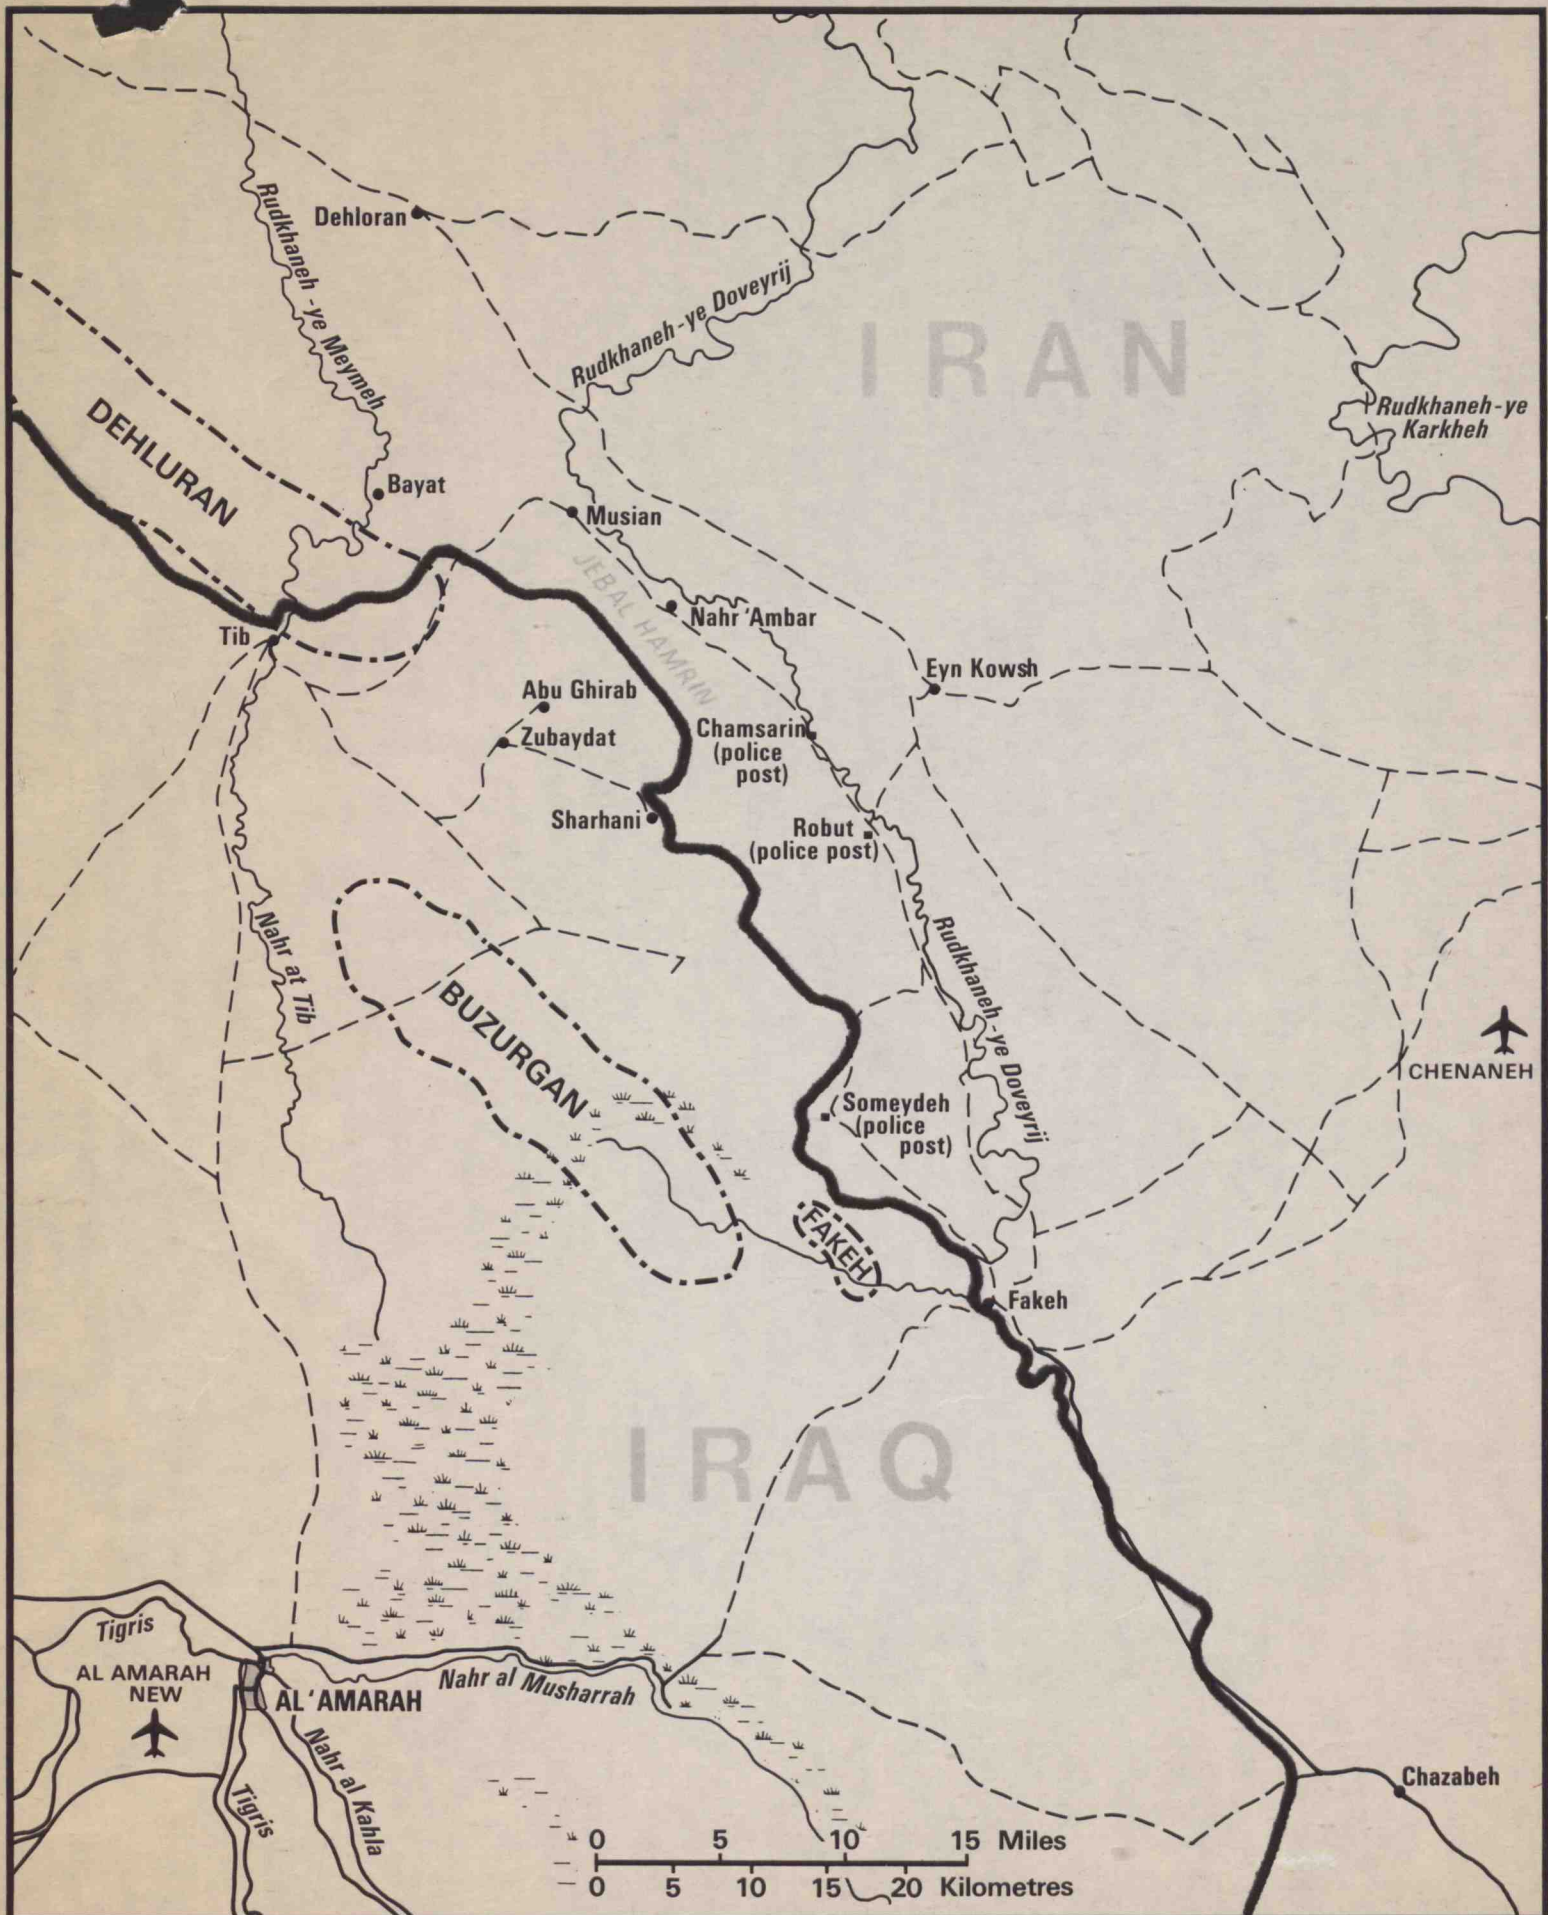 Dehloran
Rudkhaneh -ye Meymeh
Rudkhaneh-ye Doveyrij
IRAN
Rudkhaneh-ye
Karkheh
DEHLURAN
Bayat
Musian
JEBAL HAMRIN
Nahr 'Ambar
Tib
Eyn Kowsh
Abu Ghirab
Zubaydat
Chamsarin
(police
post)
Sharhani
Robut
(police post)
Nahr at Tib
Rudkhaneh -ye Doveyrij
BUZURGAN
CHENANEH
Someydeh
(police
post)
FAKEH
Fakeh
IRAQ
Tigris
AL AMARAH
NEW
AL 'AMARAH
Nahr al Musharrah
Nahr al Kahla
Tigris
Chazabeh
0 5 10 15 Miles
0 5 10 15 20 Kilometres